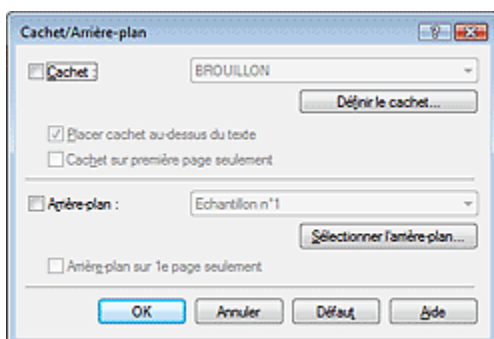 Cachet/Arrière-plan
Cachet : BROUILLON
Définir le cachet...
Placer cachet au-dessus du texte
Cachet sur première page seulement
Arrière-plan : Echantillon n°1
Sélectionner l'arrière-plan...
Arrière-plan sur 1e page seulement
OK Annuler Défaut Aide